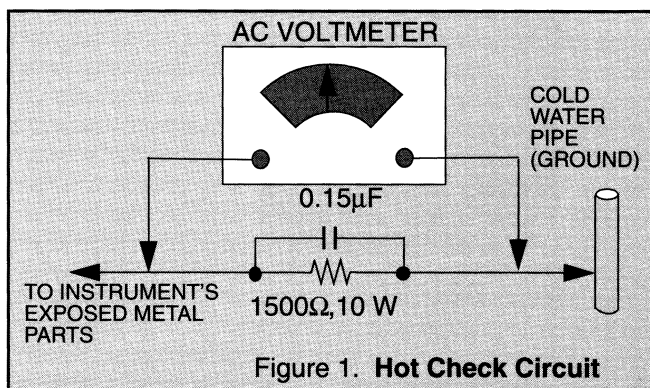 AC VOLTMETER
COLD
WATER
PIPE
(GROUND)
0.15µF
TO INSTRUMENT'S
EXPOSED METAL
PARTS
1500Ω,10 W
Figure 1. Hot Check Circuit